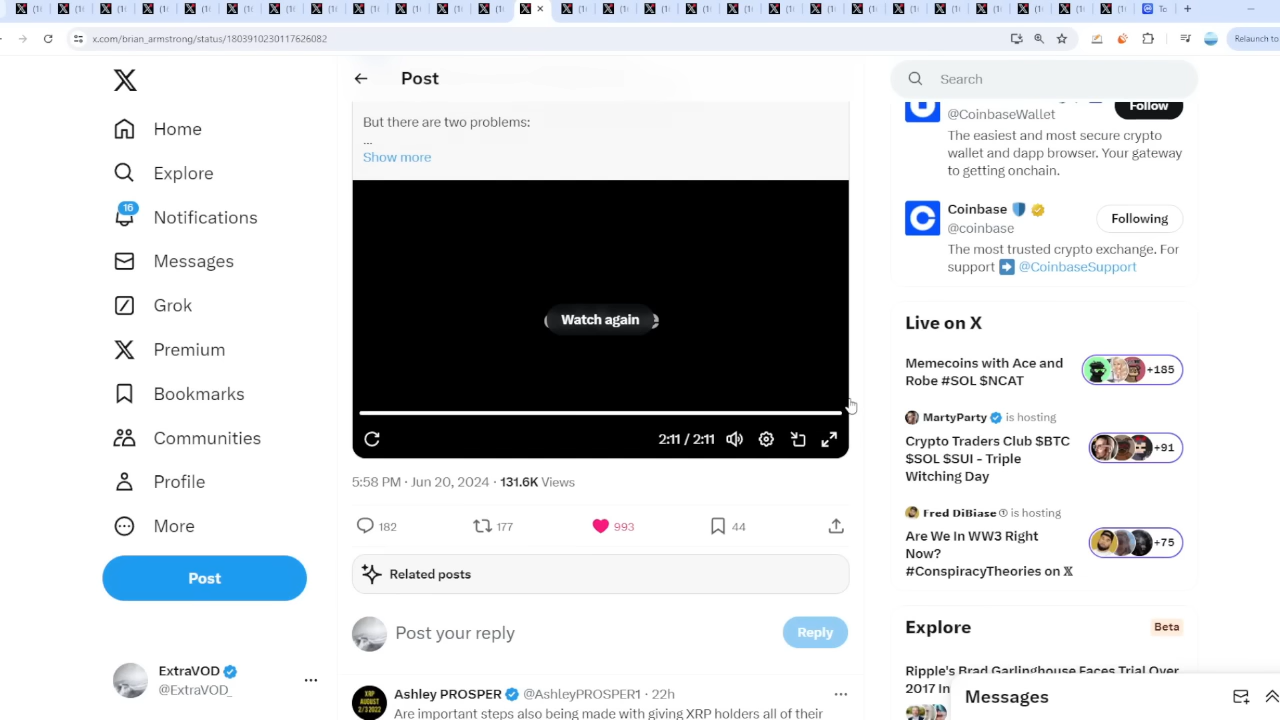 x.com/brian_armstrong/status/1803910230117626082
Relaunch to
Home
Explore
16
Notifications
Messages
Grok
Premium
Bookmarks
Communities
Profile
More
Post
ExtraVOD
@ExtraVOD_
Post
But there are two problems:
...
Show more
Watch again
2:11 / 2:11
5:58 PM · Jun 20, 2024 · 131.6K Views
182
177
993
44
Related posts
Post your reply
Reply
XRP
AUGUST
2/3 2022
Ashley PROSPER @AshleyPROSPER1 · 22h
Are important steps also being made with giving XRP holders all of their
Search
@CoinbaseWallet
Follow
The easiest and most secure crypto
wallet and dapp browser. Your gateway
to getting onchain.
Coinbase
@coinbase
Following
The most trusted crypto exchange. For
support ➡️ @CoinbaseSupport
Live on X
Memecoins with Ace and
Robe #SOL $NCAT
+185
MartyParty is hosting
Crypto Traders Club $BTC
$SOL $SUI - Triple
Witching Day
+91
Fred DiBiase is hosting
Are We In WW3 Right
Now?
#ConspiracyTheories on 𝕏
+75
Explore
Beta
Ripple's Brad Garlinghouse Faces Trial Over
2017 In
Messages